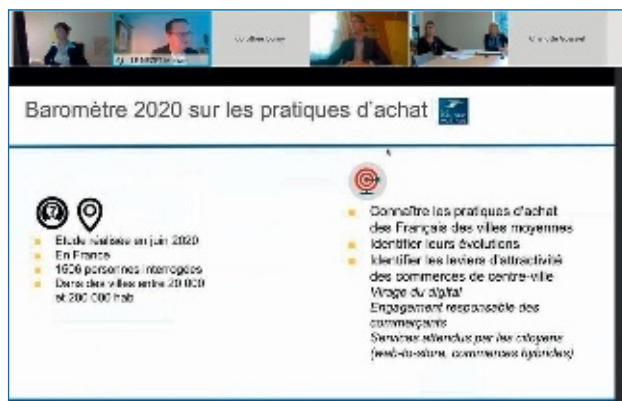 Baromètre 2020 sur les pratiques d'achat
Etude réalisée en juin 2020
En France
1606 personnes interrogées
Dans des villes entre 20 000
et 200 000 hab
Connaître les pratiques d'achat
des Français des villes moyennes
Identifier leurs évolutions
Identifier les leviers d'attractivité
des commerces de centre-ville
Virage du digital
Engagement responsable des
commerçants
Services attendus par les citoyens
(web-to-store, commerces hybrides)